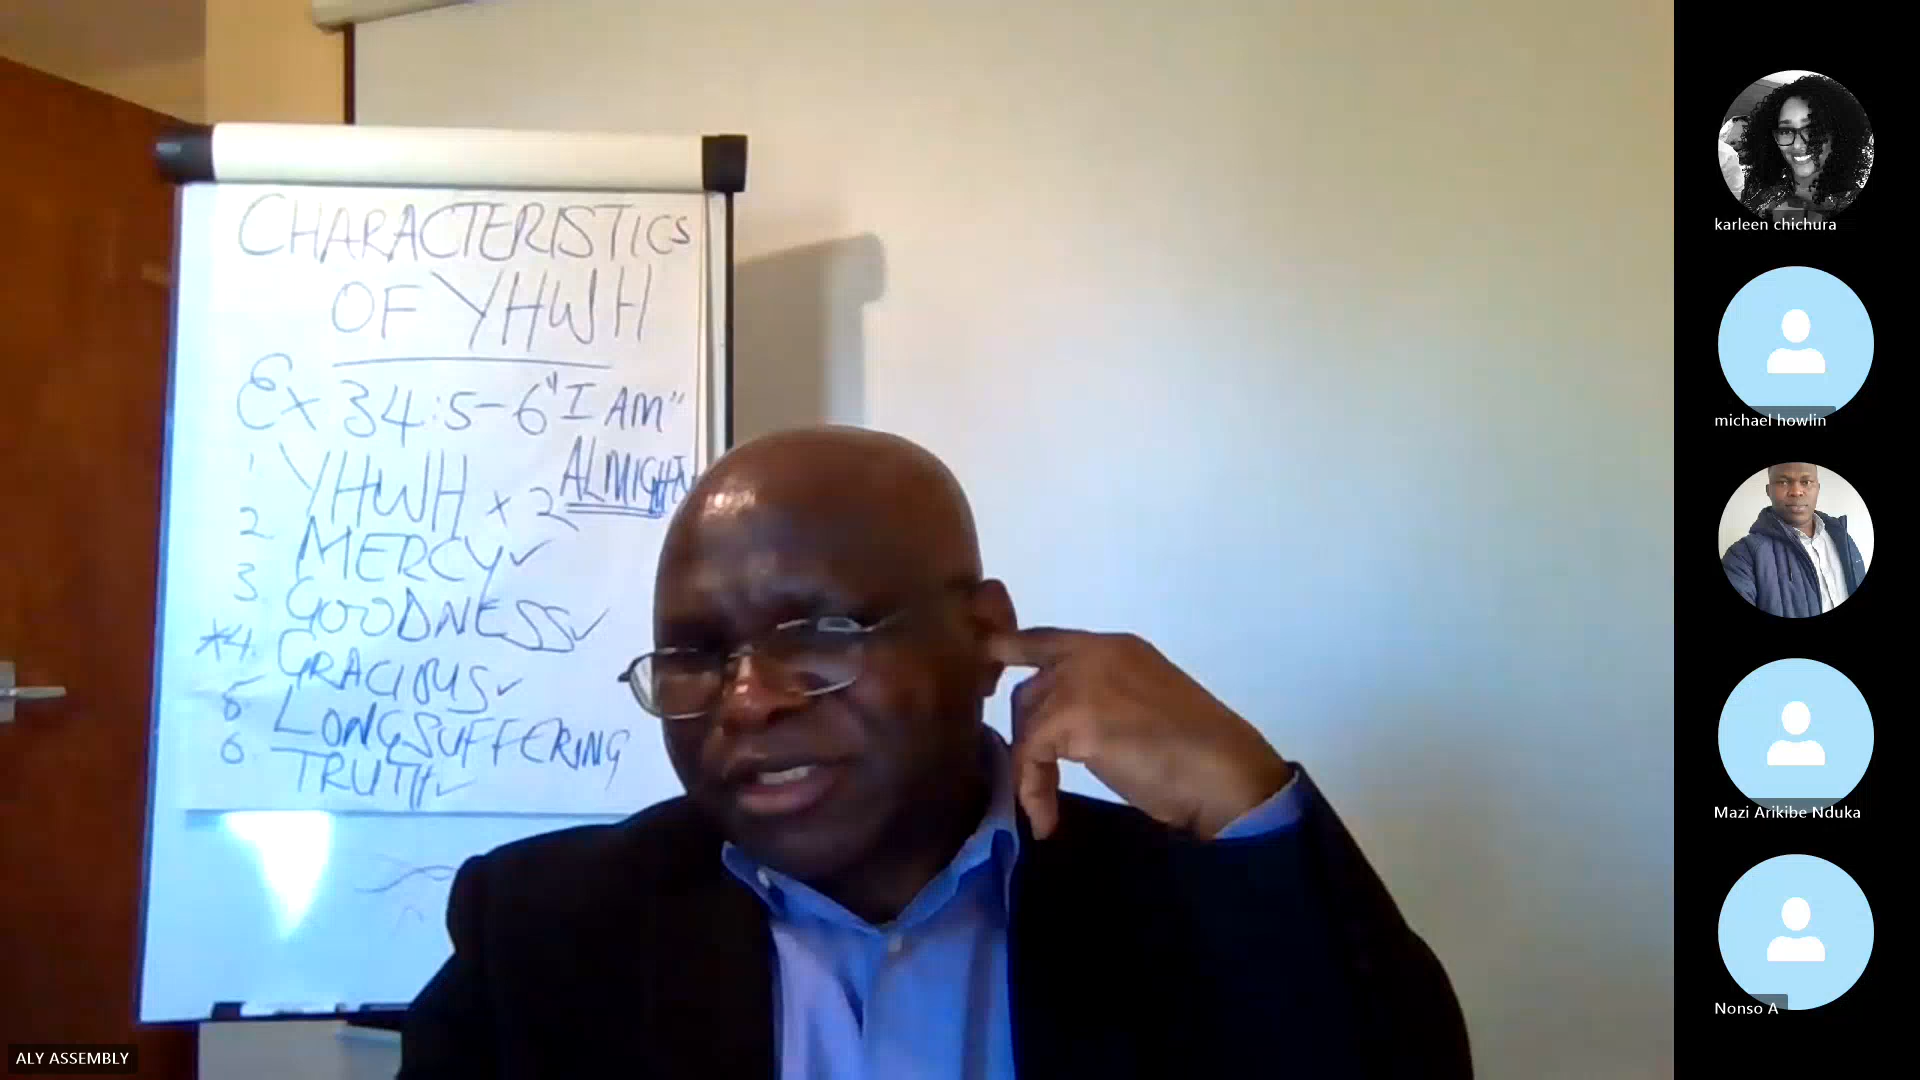 CHARACTERISTICS
OF YHWH
Ex 34:5-6 "I AM"
1 YHWH x 2 ALMIGHTY
2 MERCY✓
3. GOODNESS✓
*4. GRACIOUS✓
5 LONGSUFFERING
6. TRUTH✓
ALY ASSEMBLY
karleen chichura
michael howlin
Mazi Arikibe Nduka
Nonso A